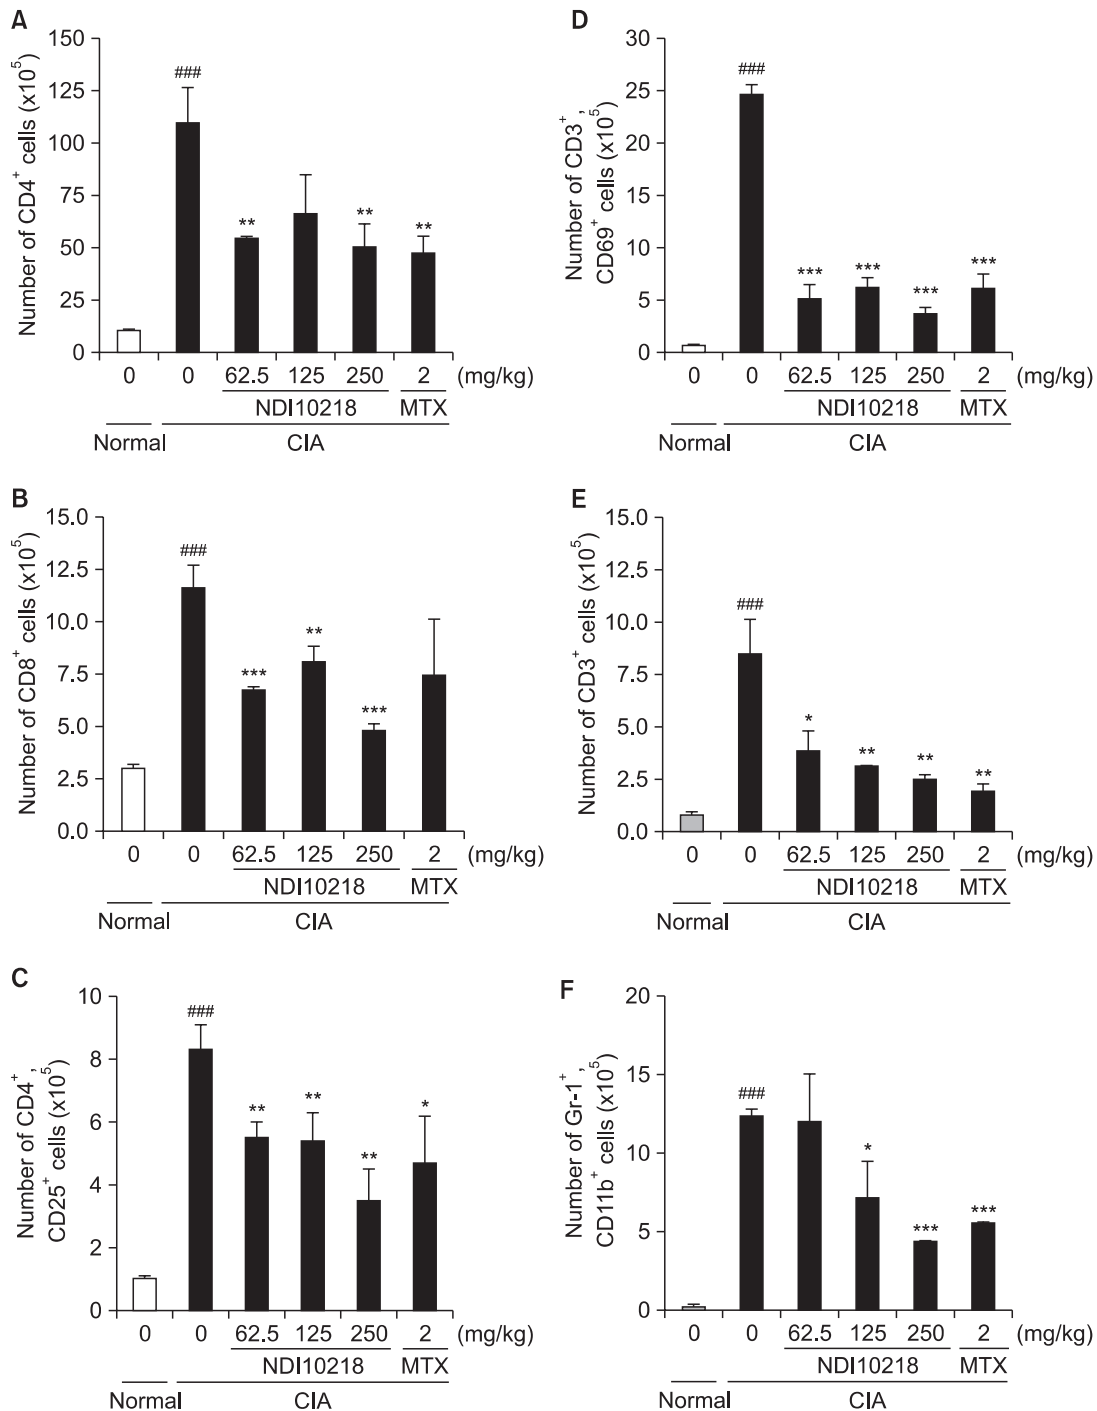 A
Number of CD4+ cells (x10^5)
150
125
100
75
50
25
0
###
** ** **
0 0 62.5 125 250 2 (mg/kg)
NDI10218 MTX
Normal CIA
B
Number of CD8+ cells (x10^5)
15.0
12.5
10.0
7.5
5.0
2.5
0.0
###
*** ** ***
0 0 62.5 125 250 2 (mg/kg)
NDI10218 MTX
Normal CIA
C
Number of CD4+,
CD25+ cells (x10^5)
10
8
6
4
2
0
###
** ** ** *
0 0 62.5 125 250 2 (mg/kg)
NDI10218 MTX
Normal CIA
D
Number of CD3+,
CD69+ cells (x10^5)
30
25
20
15
10
5
0
###
*** *** *** ***
0 0 62.5 125 250 2 (mg/kg)
NDI10218 MTX
Normal CIA
E
Number of CD3+ cells (x10^5)
15.0
12.5
10.0
7.5
5.0
2.5
0.0
###
* ** ** **
0 0 62.5 125 250 2 (mg/kg)
NDI10218 MTX
Normal CIA
F
Number of Gr-1+,
CD11b+ cells (x10^5)
20
15
10
5
0
###
* *** ***
0 0 62.5 125 250 2 (mg/kg)
NDI10218 MTX
Normal CIA